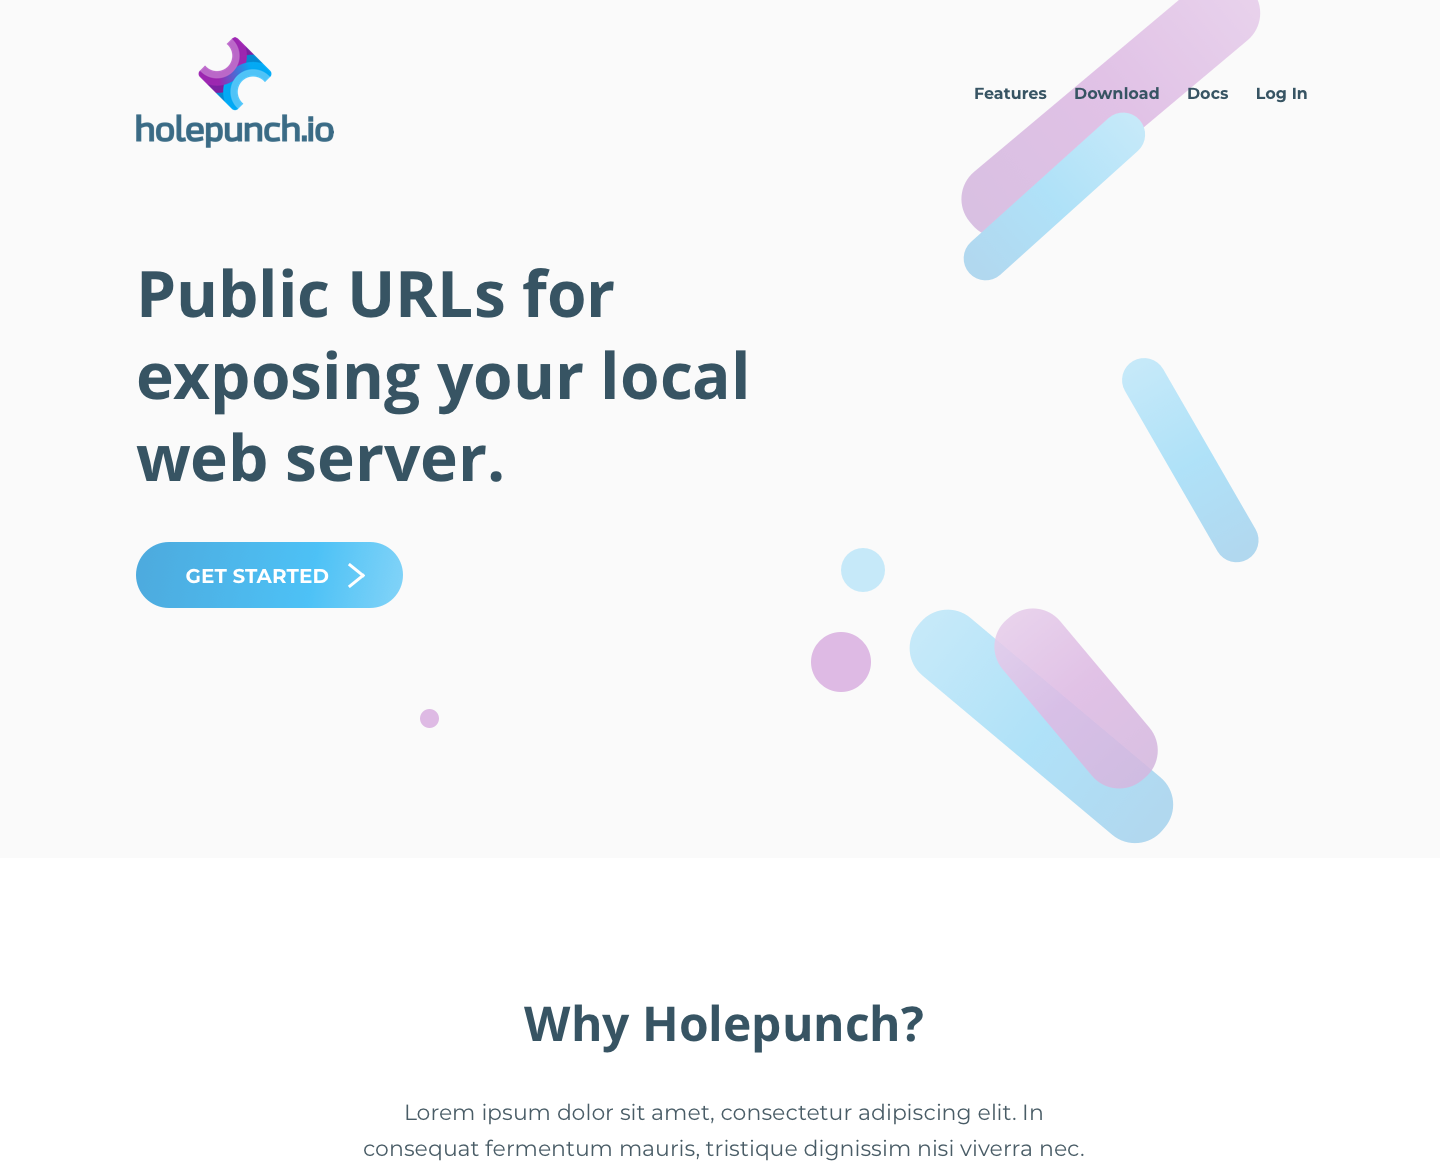 holepunch.io
Features Download Docs Log In
Public URLs for
exposing your local
web server.
GET STARTED
Why Holepunch?
Lorem ipsum dolor sit amet, consectetur adipiscing elit. In
consequat fermentum mauris, tristique dignissim nisi viverra nec.